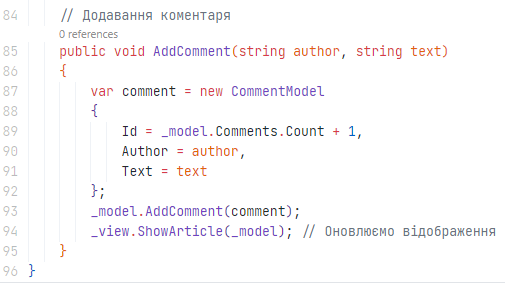 84 // Додавання коментаря
0 references
85 public void AddComment(string author, string text)
86 {
87 var comment = new CommentModel
88 {
89 Id = _model.Comments.Count + 1,
90 Author = author,
91 Text = text
92 };
93 _model.AddComment(comment);
94 _view.ShowArticle(_model); // Оновлюємо відображення
95 }
96 }